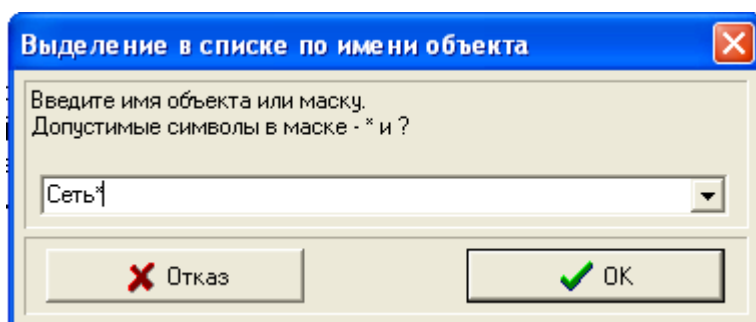 Выделение в списке по имени объекта
Введите имя объекта или маску.
Допустимые символы в маске - * и ?
Сеть*
Отказ
OK